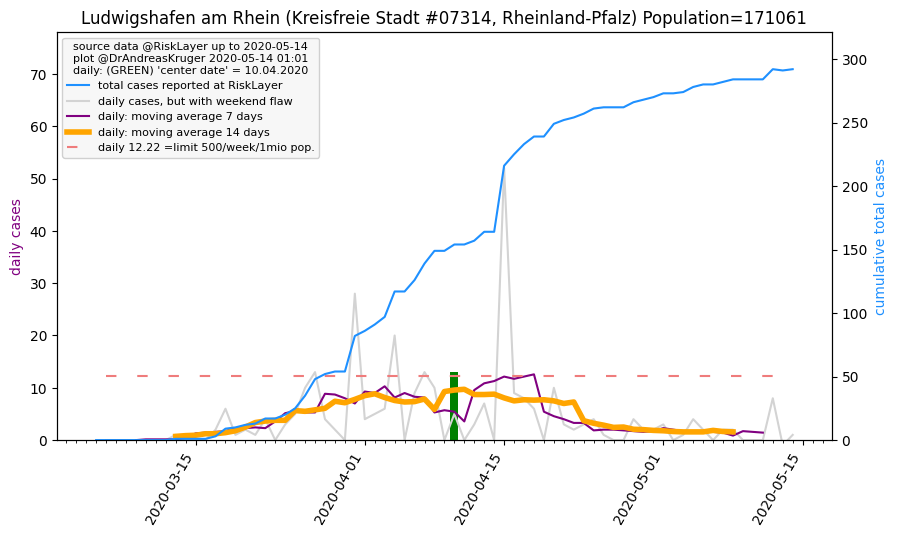 Ludwigshafen am Rhein (Kreisfreie Stadt #07314, Rheinland-Pfalz) Population=171061
source data @RiskLayer up to 2020-05-14
plot @DrAndreasKruger 2020-05-14 01:01
daily: (GREEN) 'center date' = 10.04.2020
total cases reported at RiskLayer
daily cases, but with weekend flaw
daily: moving average 7 days
daily: moving average 14 days
daily 12.22 =limit 500/week/1mio pop.
daily cases
70
60
50
40
30
20
10
0
300
250
200
150
100
50
0
cumulative total cases
2020-03-15
2020-04-01
2020-04-15
2020-05-01
2020-05-15